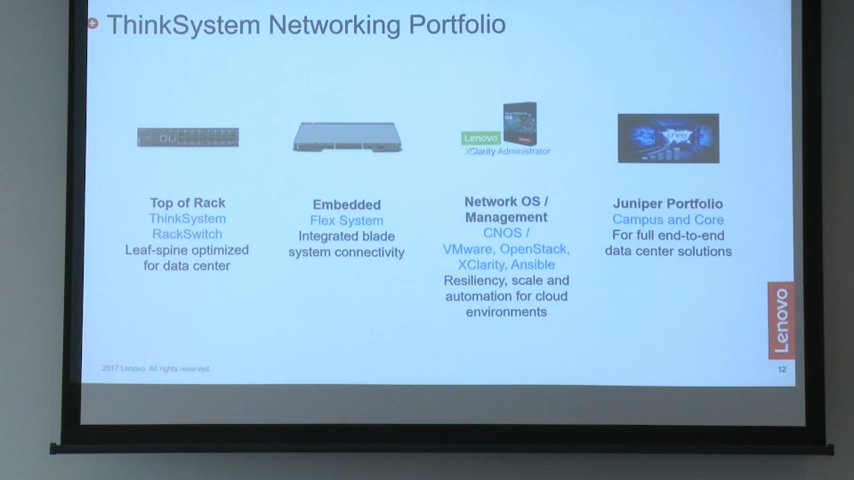 ThinkSystem Networking Portfolio
Lenovo
XClarity Administrator
Top of Rack
ThinkSystem
RackSwitch
Leaf-spine optimized
for data center
Embedded
Flex System
Integrated blade
system connectivity
Network OS /
Management
CNOS /
VMware, OpenStack,
XClarity, Ansible
Resiliency, scale and
automation for cloud
environments
Juniper Portfolio
Campus and Core
For full end-to-end
data center solutions
Lenovo
2017 Lenovo. All rights reserved.
12